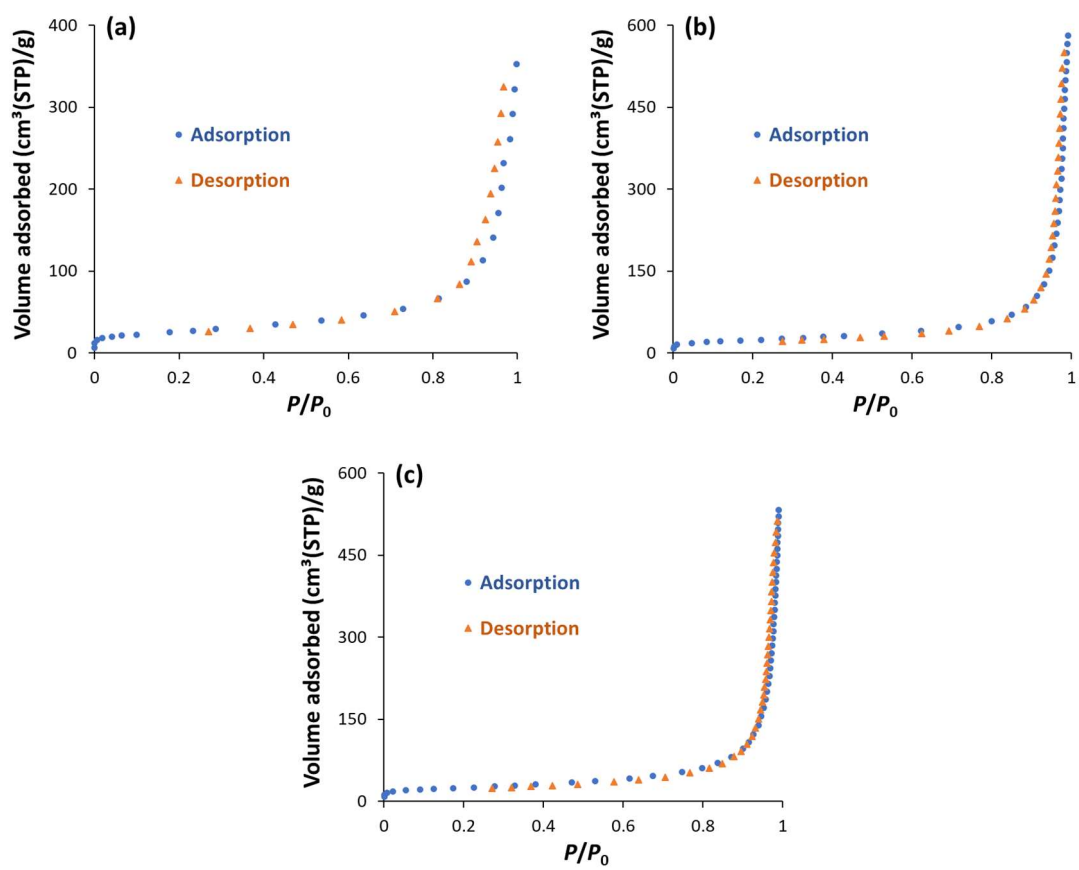 (a)
Volume adsorbed (cm³(STP)/g)
400
300
200
100
0
Adsorption
Desorption
0 0.2 0.4 0.6 0.8 1
P/P₀
(b)
Volume adsorbed (cm³(STP)/g)
600
450
300
150
0
Adsorption
Desorption
0 0.2 0.4 0.6 0.8 1
P/P₀
(c)
Volume adsorbed (cm³(STP)/g)
600
450
300
150
0
Adsorption
Desorption
0 0.2 0.4 0.6 0.8 1
P/P₀